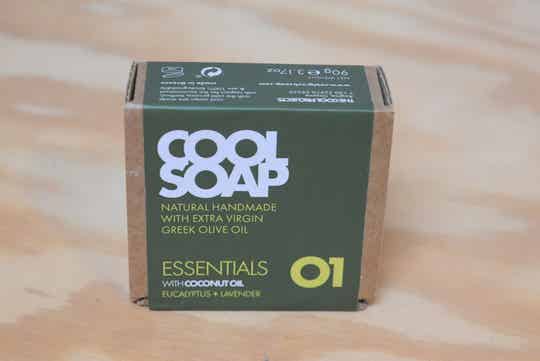 COOL
SOAP
NATURAL HANDMADE
WITH EXTRA VIRGIN
GREEK OLIVE OIL
ESSENTIALS 01
WITH COCONUT OIL
EUCALYPTUS + LAVENDER
90g e 3.17oz
THECOOLPROJECTS
made in Greece